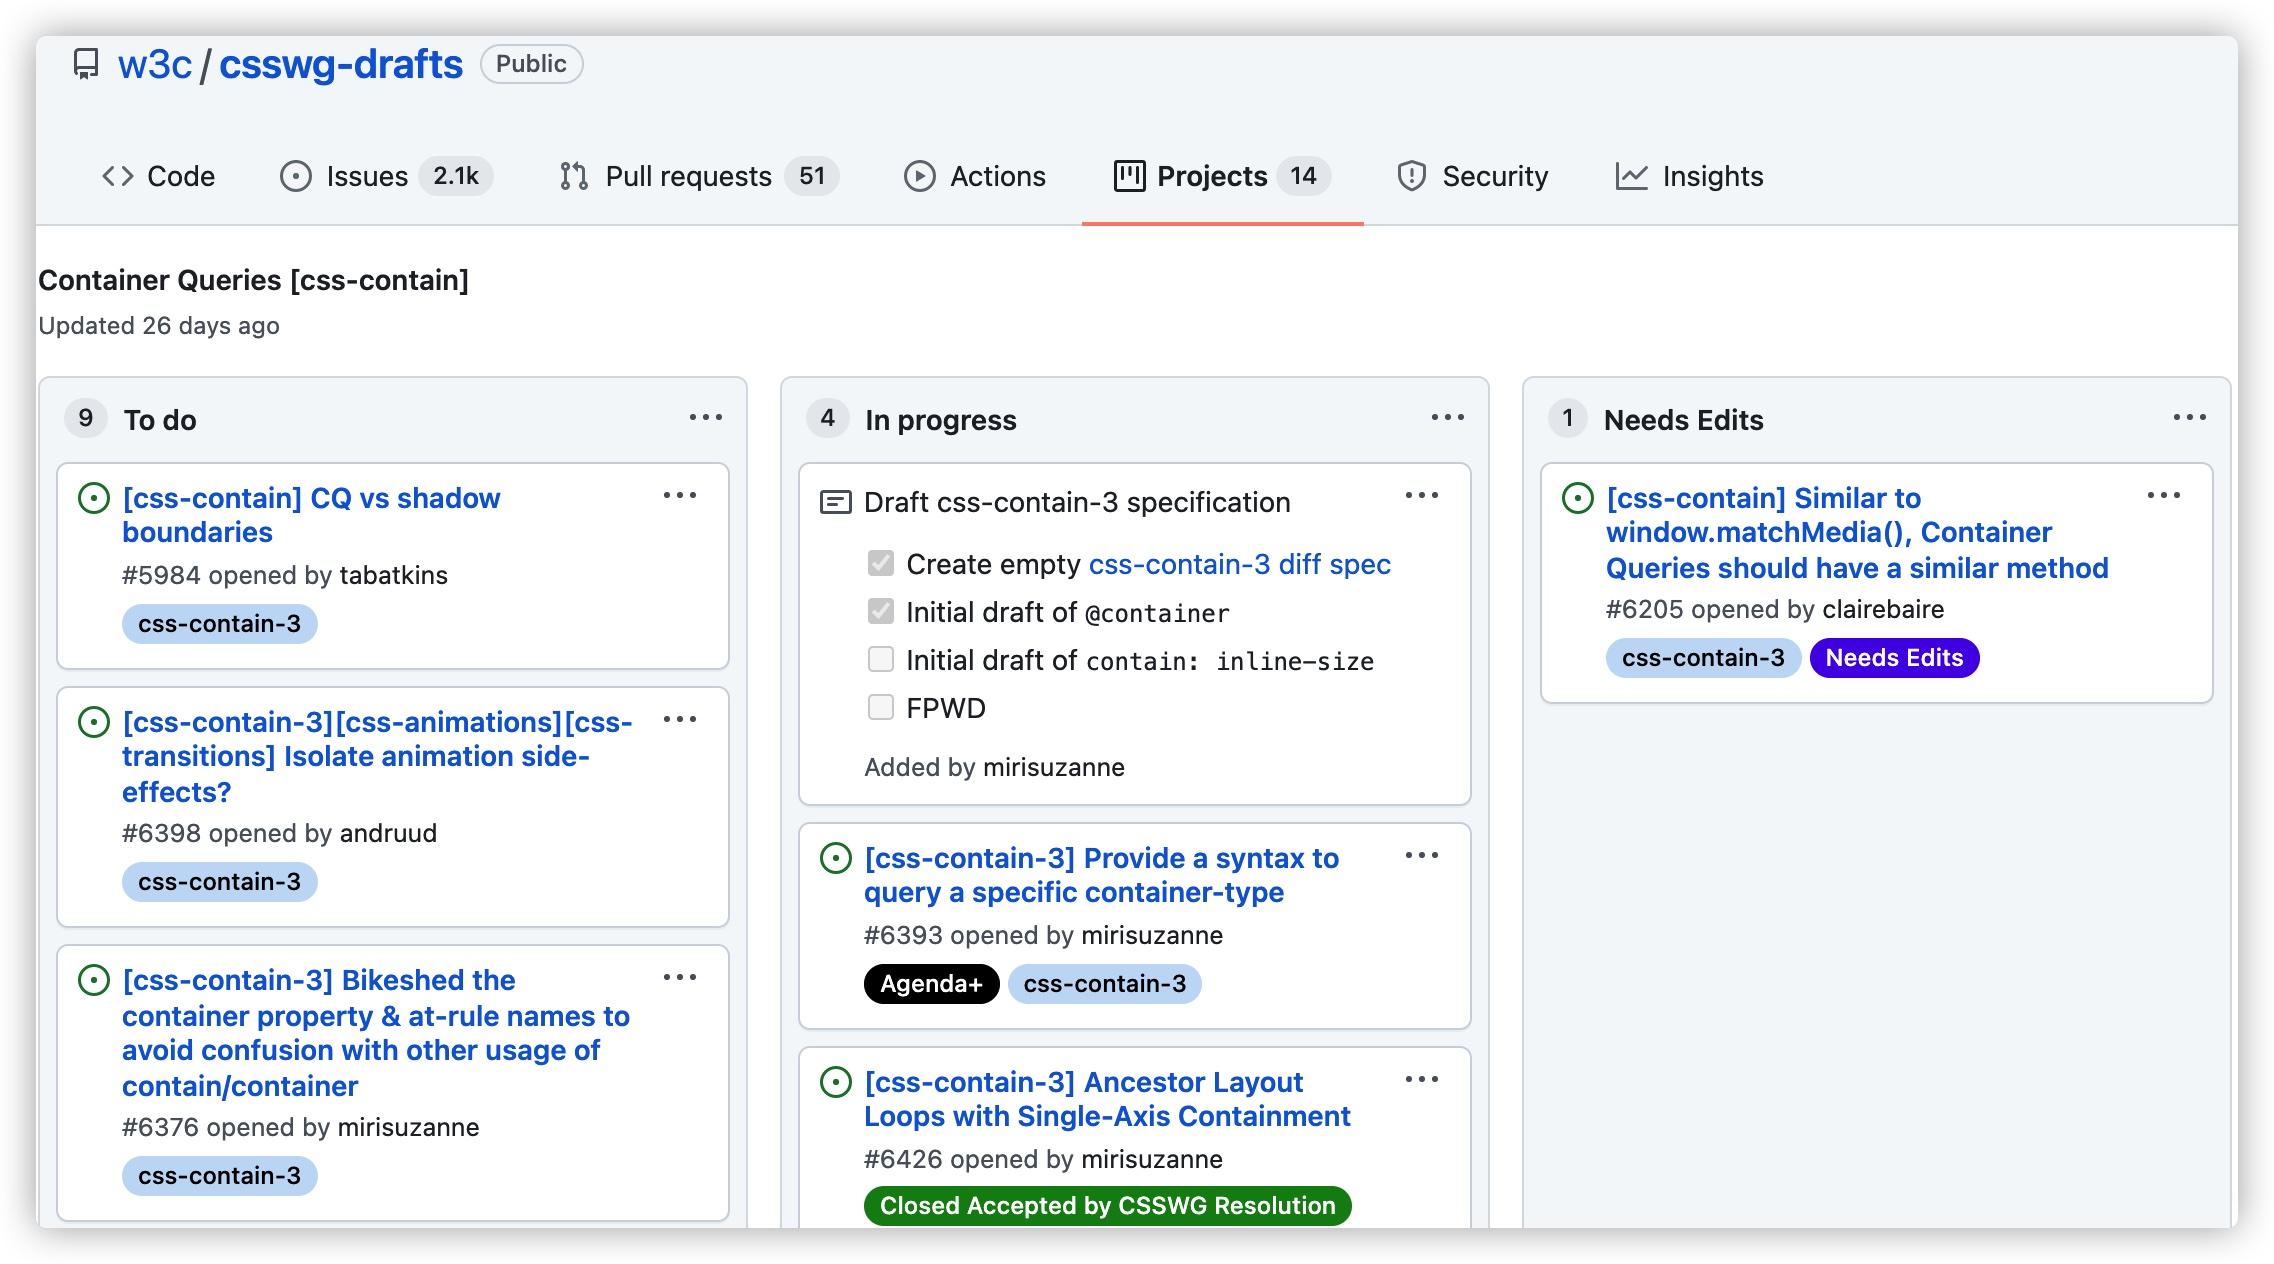 w3c / csswg-drafts Public
Code Issues 2.1k Pull requests 51 Actions Projects 14 Security Insights
Container Queries [css-contain]
Updated 26 days ago
9 To do
[css-contain] CQ vs shadow
boundaries
#5984 opened by tabatkins
css-contain-3
[css-contain-3][css-animations][css-
transitions] Isolate animation side-
effects?
#6398 opened by andruud
css-contain-3
[css-contain-3] Bikeshed the
container property & at-rule names to
avoid confusion with other usage of
contain/container
#6376 opened by mirisuzanne
css-contain-3
4 In progress
Draft css-contain-3 specification
Create empty css-contain-3 diff spec
Initial draft of @container
Initial draft of contain: inline-size
FPWD
Added by mirisuzanne
[css-contain-3] Provide a syntax to
query a specific container-type
#6393 opened by mirisuzanne
Agenda+ css-contain-3
[css-contain-3] Ancestor Layout
Loops with Single-Axis Containment
#6426 opened by mirisuzanne
Closed Accepted by CSSWG Resolution
1 Needs Edits
[css-contain] Similar to
window.matchMedia(), Container
Queries should have a similar method
#6205 opened by clairebaire
css-contain-3 Needs Edits